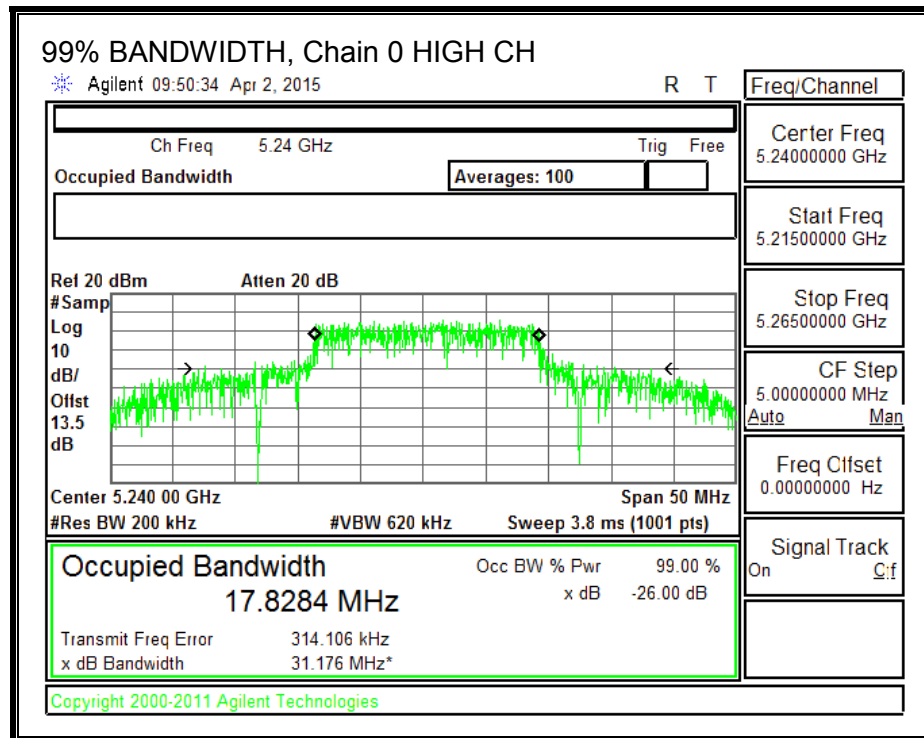 99% BANDWIDTH, Chain 0 HIGH CH
Agilent 09:50:34 Apr 2, 2015 R T
Freq/Channel
Ch Freq 5.24 GHz Trig Free
Occupied Bandwidth Averages: 100
Center Freq
5.24000000 GHz
Start Freq
5.21500000 GHz
Stop Freq
5.26500000 GHz
CF Step
5.00000000 MHz
Auto Man
Freq Offset
0.00000000 Hz
Signal Track
On Off
Ref 20 dBm Atten 20 dB
#Samp
Log
10
dB/
Offst
13.5
dB
Center 5.240 00 GHz Span 50 MHz
#Res BW 200 kHz #VBW 620 kHz Sweep 3.8 ms (1001 pts)
Occupied Bandwidth
17.8284 MHz
Occ BW % Pwr 99.00 %
x dB -26.00 dB
Transmit Freq Error 314.106 kHz
x dB Bandwidth 31.176 MHz*
Copyright 2000-2011 Agilent Technologies